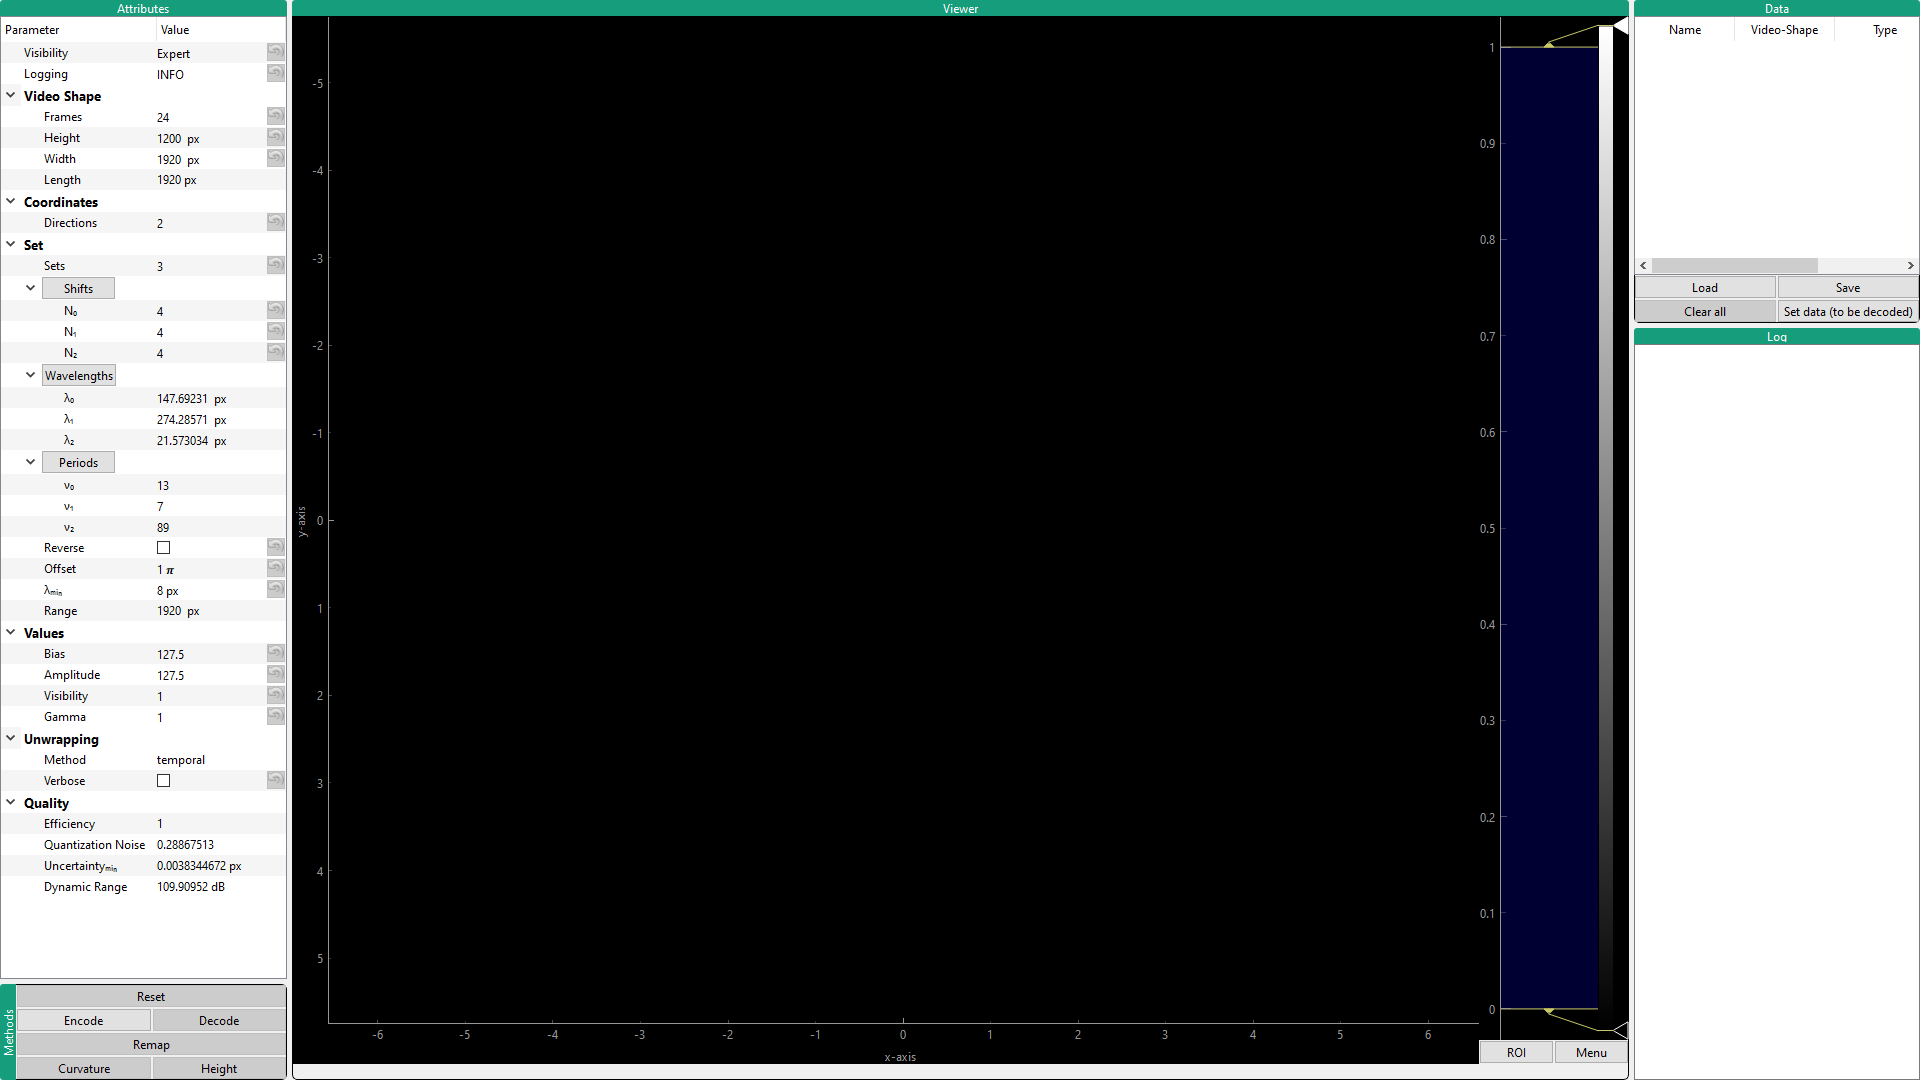 Attributes
Parameter Value
Visibility Expert
Logging INFO
Video Shape
Frames 24
Height 1200 px
Width 1920 px
Length 1920 px
Coordinates
Directions 2
Set
Sets 3
Shifts
N₀ 4
N₁ 4
N₂ 4
Wavelengths
λ₀ 147.69231 px
λ₁ 274.28571 px
λ₂ 21.573034 px
Periods
ν₀ 13
ν₁ 7
ν₂ 89
Reverse
Offset 1 π
λₘᵢₙ 8 px
Range 1920 px
Values
Bias 127.5
Amplitude 127.5
Visibility 1
Gamma 1
Unwrapping
Method temporal
Verbose
Quality
Efficiency 1
Quantization Noise 0.28867513
Uncertaintyₘᵢₙ 0.0038344672 px
Dynamic Range 109.90952 dB
Methods
Reset
Encode Decode
Remap
Curvature Height
Viewer
y-axis
-5
-4
-3
-2
-1
0
1
2
3
4
5
-6 -5 -4 -3 -2 -1 0 1 2 3 4 5 6
x-axis
1
0.9
0.8
0.7
0.6
0.5
0.4
0.3
0.2
0.1
0
ROI Menu
Data
Name Video-Shape Type
Load Save
Clear all Set data (to be decoded)
Log